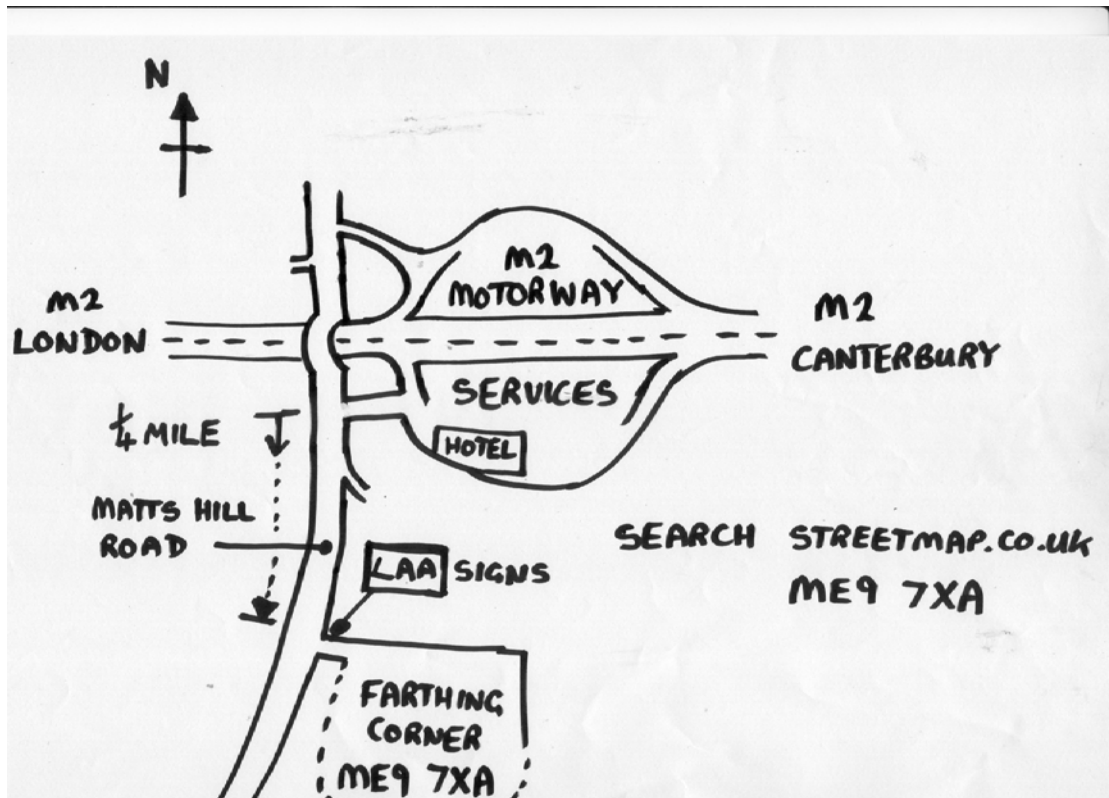 N
M2
MOTORWAY
M2
LONDON
M2
CANTERBURY
SERVICES
HOTEL
¼ MILE
MATTS HILL
ROAD
SEARCH STREETMAP.CO.UK
ME9 7XA
LAA SIGNS
FARTHING
CORNER
ME9 7XA